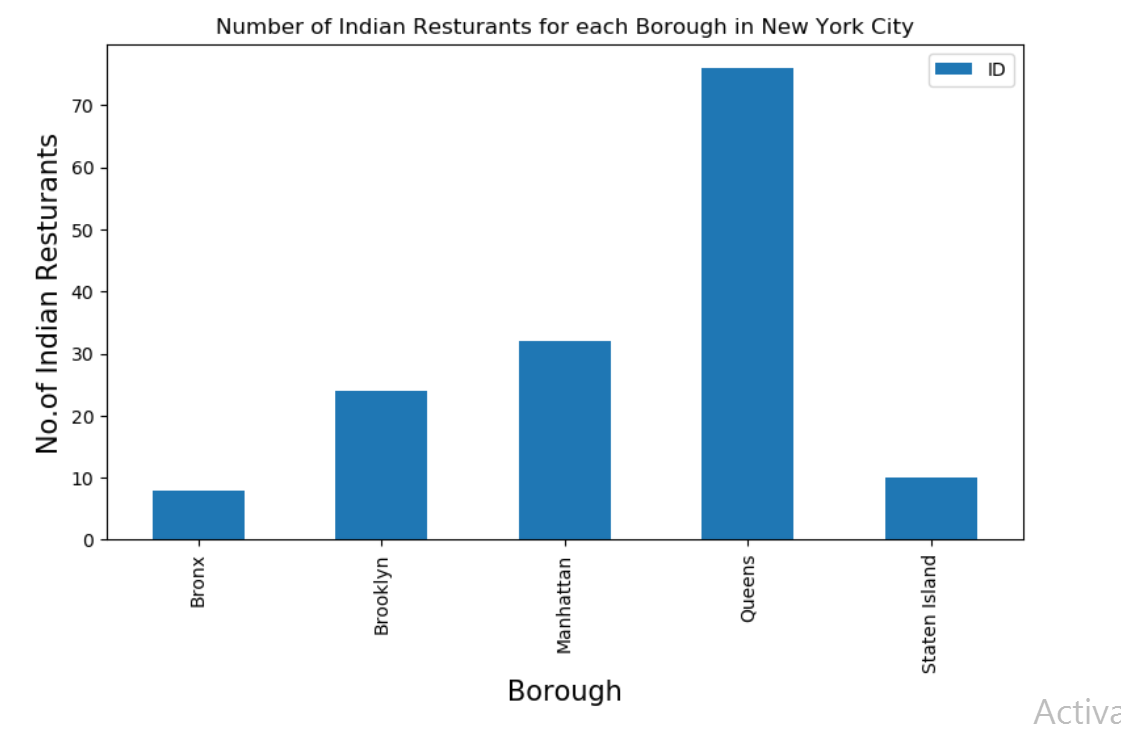 Number of Indian Resturants for each Borough in New York City
ID
No.of Indian Resturants
70
60
50
40
30
20
10
0
Bronx
Brooklyn
Manhattan
Queens
Staten Island
Borough
Activa